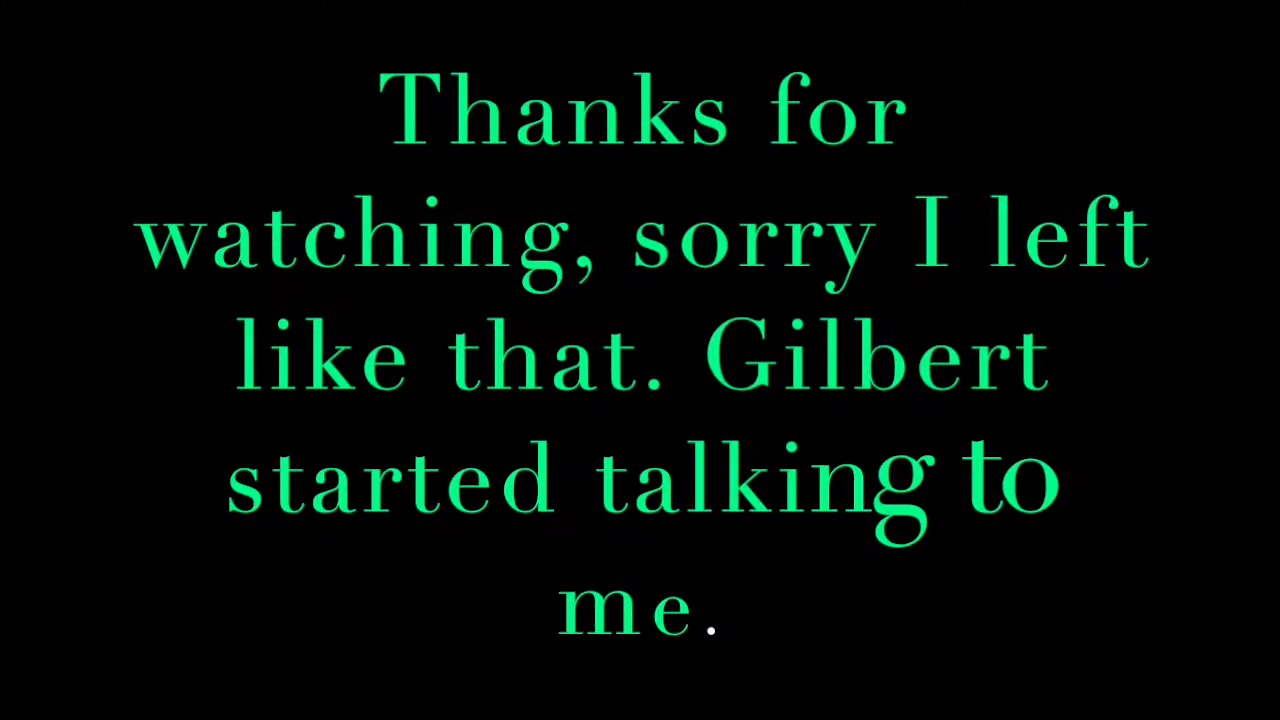 Thanks for
watching, sorry I left
like that. Gilbert
started talking to
me.